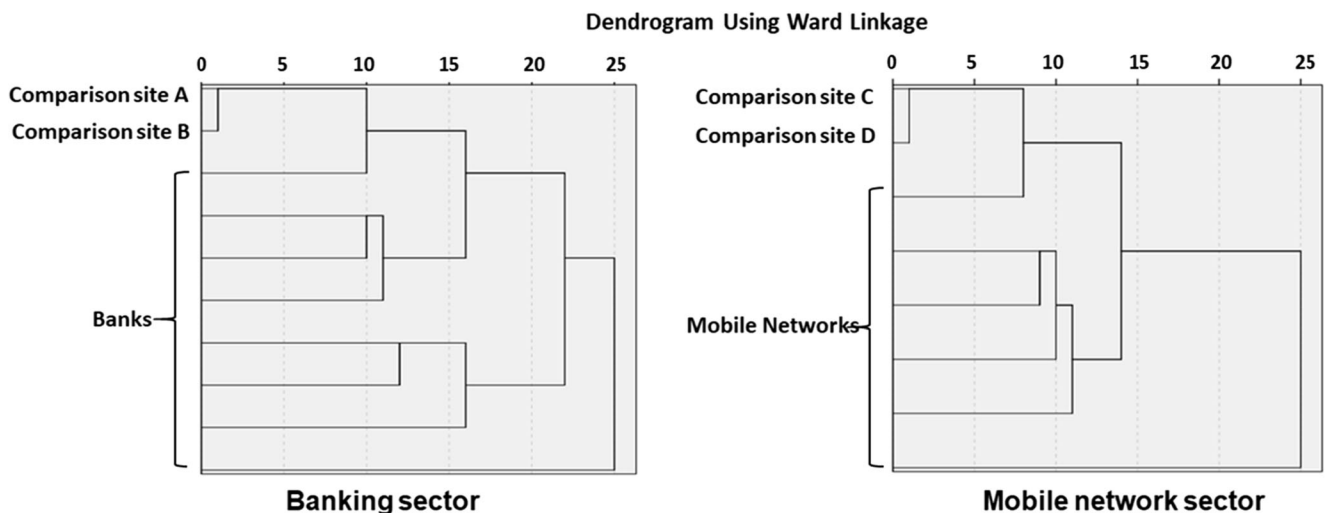 Dendrogram Using Ward Linkage
0 5 10 15 20 25
Comparison site A
Comparison site B
Banks
Banking sector
0 5 10 15 20 25
Comparison site C
Comparison site D
Mobile Networks
Mobile network sector